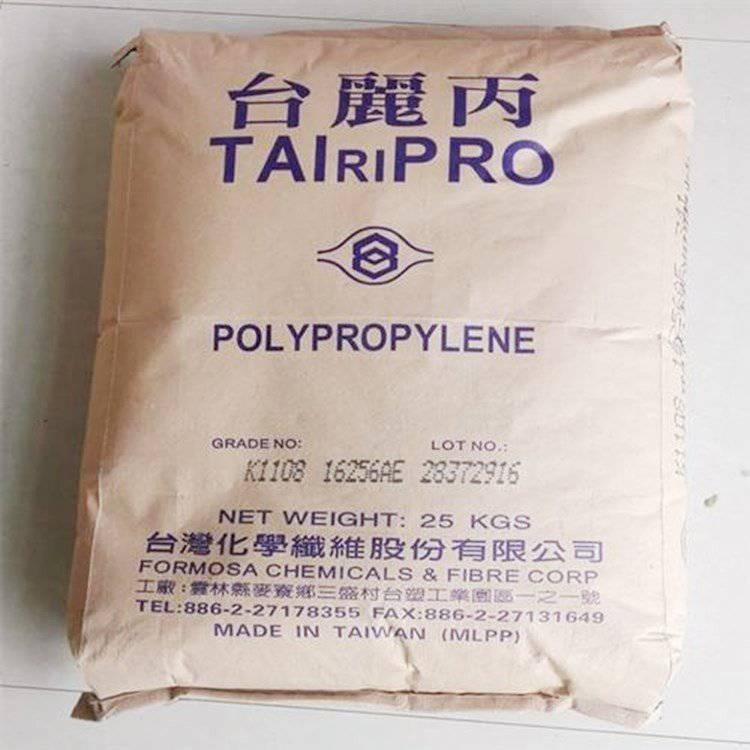 台麗丙
TAIRIPRO
POLYPROPYLENE
GRADE NO: LOT NO.:
K1108 16256AE 28372916
NET WEIGHT: 25 KGS
台灣化學纖維股份有限公司
FORMOSA CHEMICALS & FIBRE CORP
工廠:雲林縣麥寮鄉三盛村台塑工業園區一之一號
TEL:886-2-27178355 FAX:886-2-27131649
MADE IN TAIWAN (MLPP)